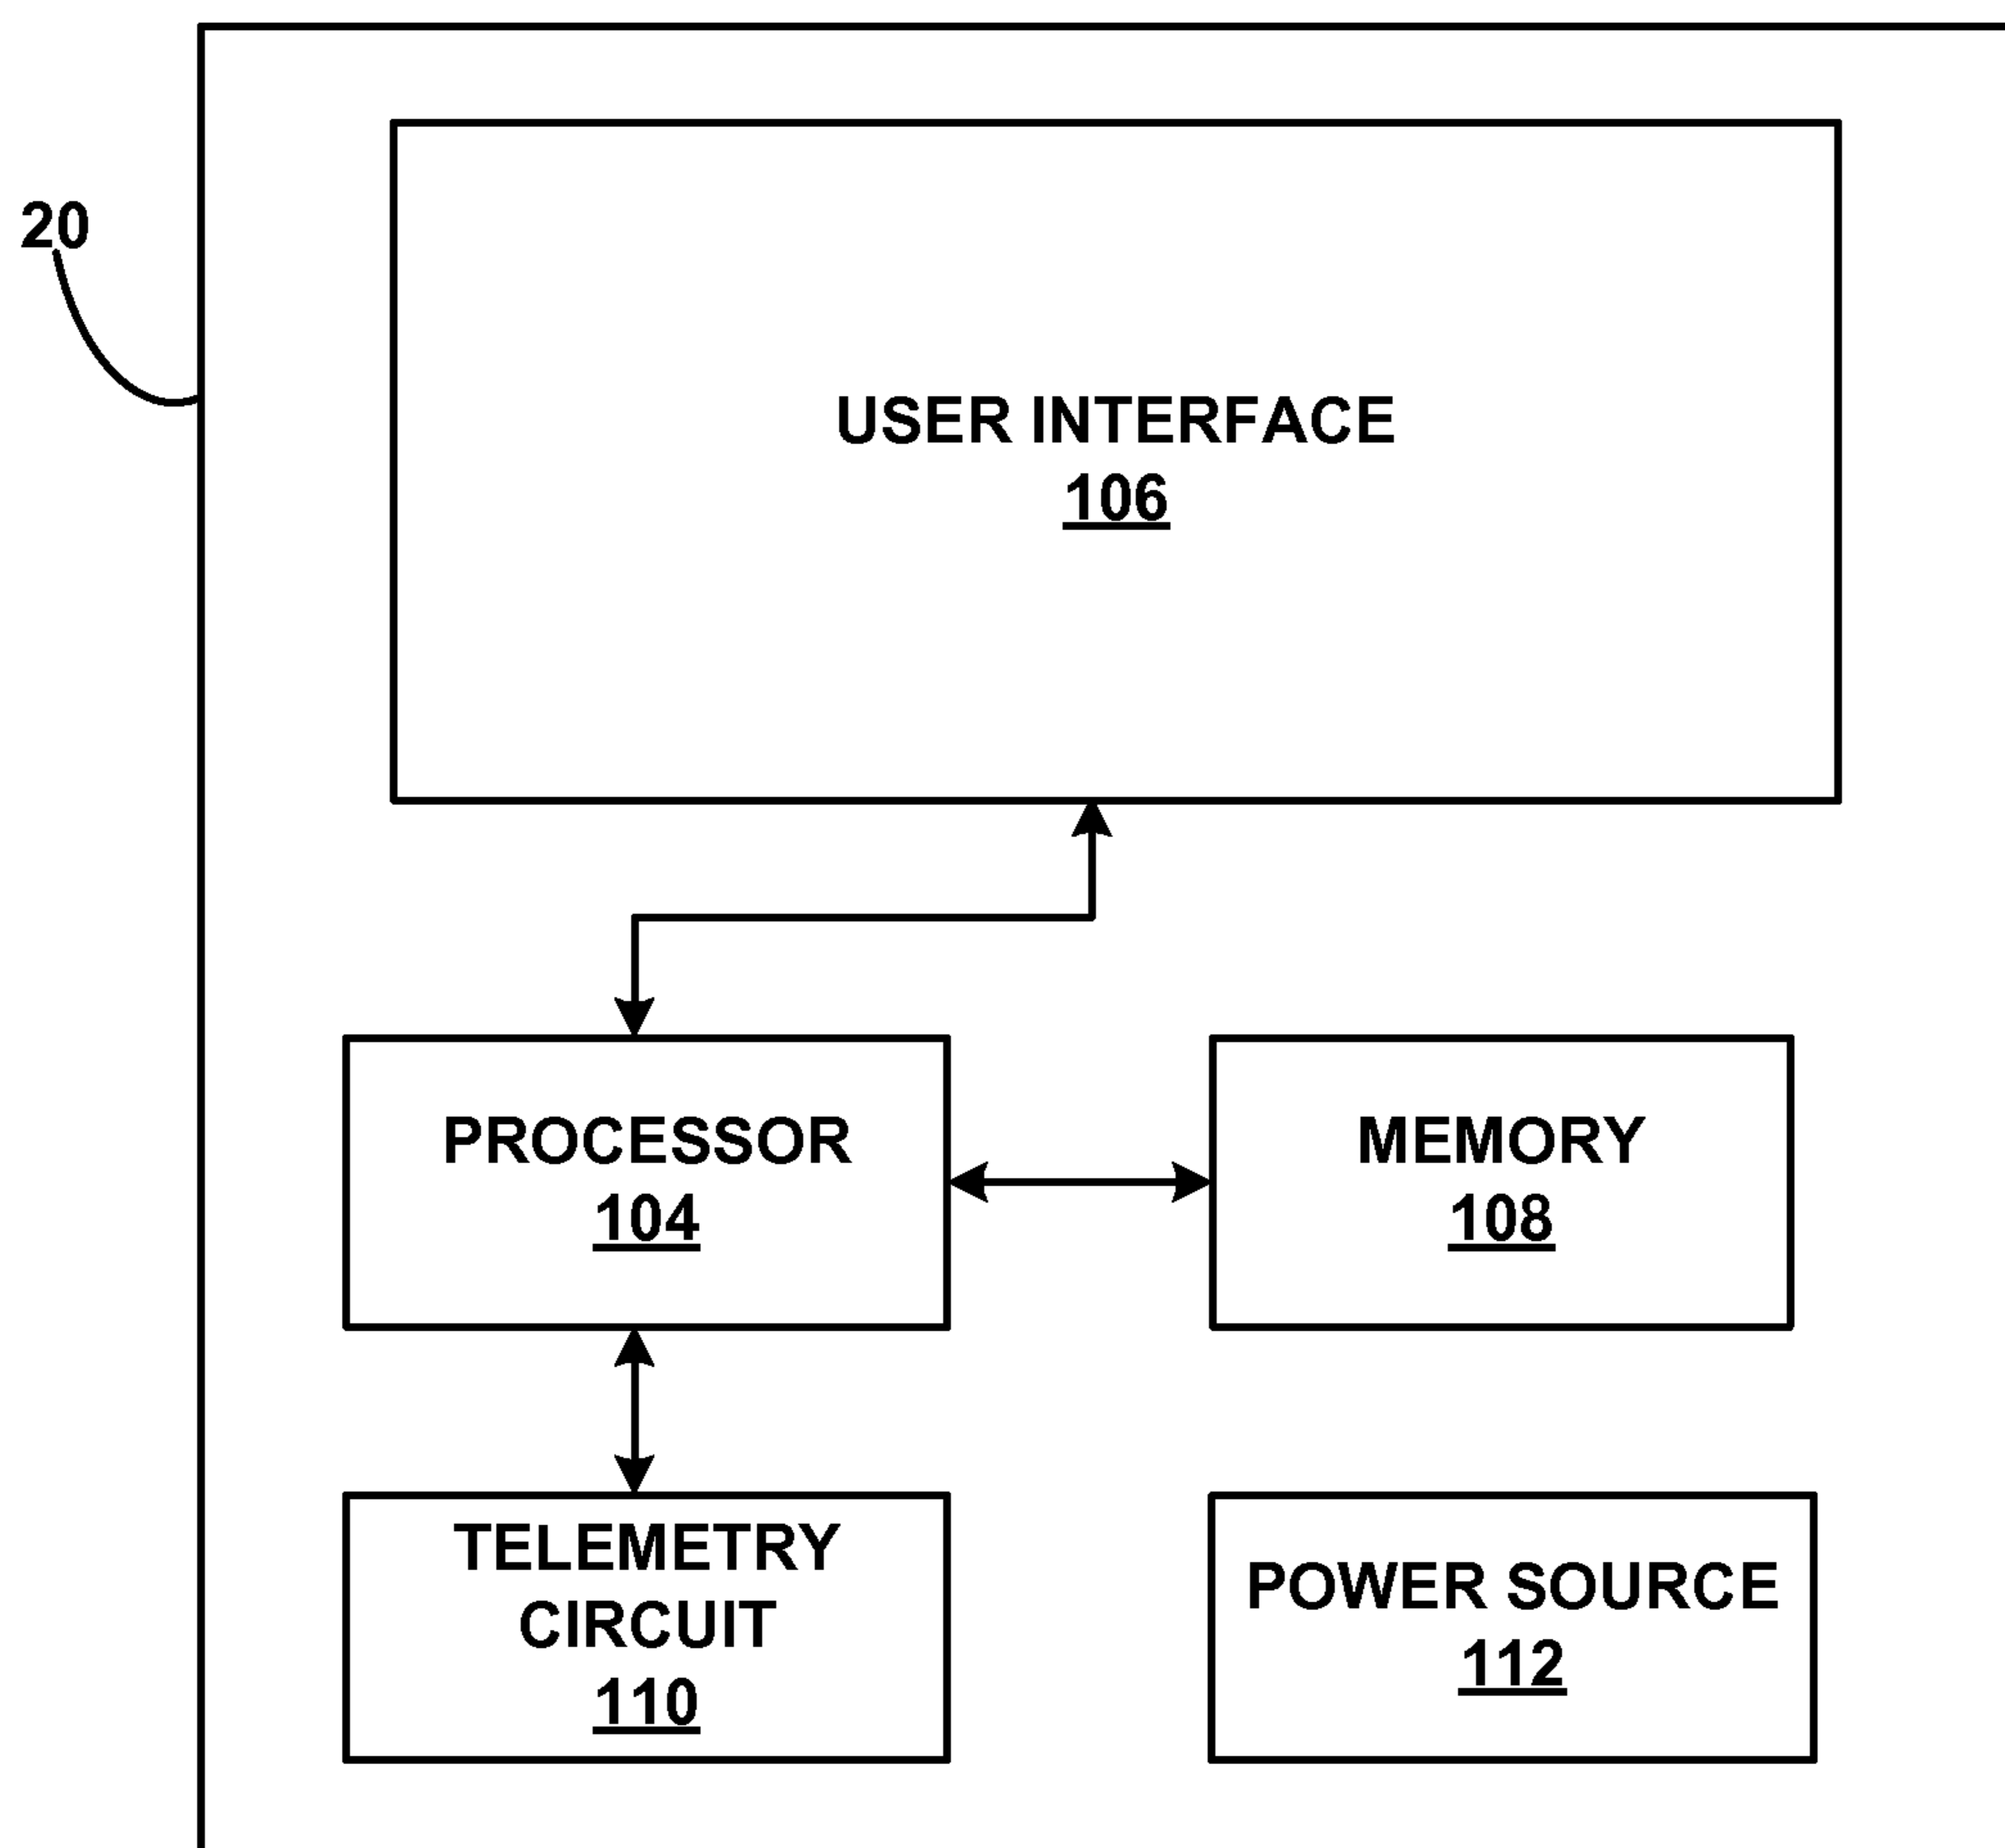 20
USER INTERFACE
106
PROCESSOR
104
MEMORY
108
TELEMETRY
CIRCUIT
110
POWER SOURCE
112